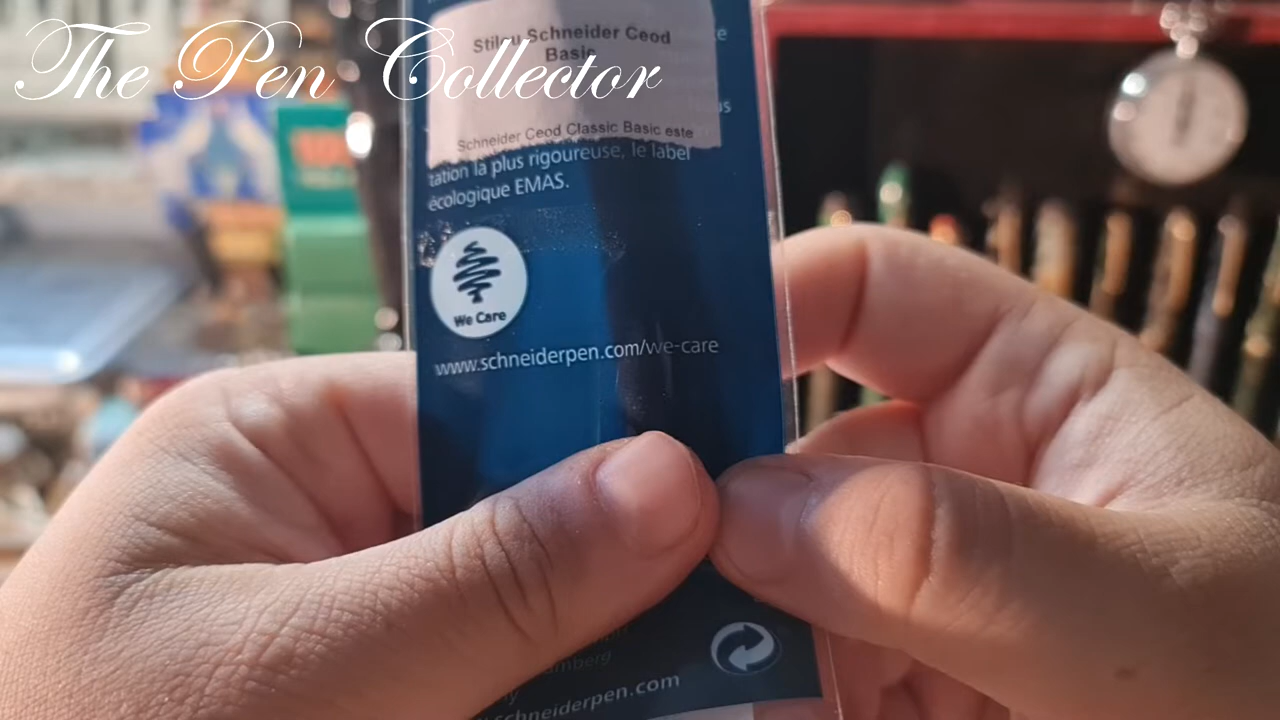 The Pen Collector
Stilou Schneider Ceod
Basic
Schneider Ceod Classic Basic este
tation la plus rigoureuse, le label
écologique EMAS.
We Care
www.schneiderpen.com/we-care
schneiderpen.com